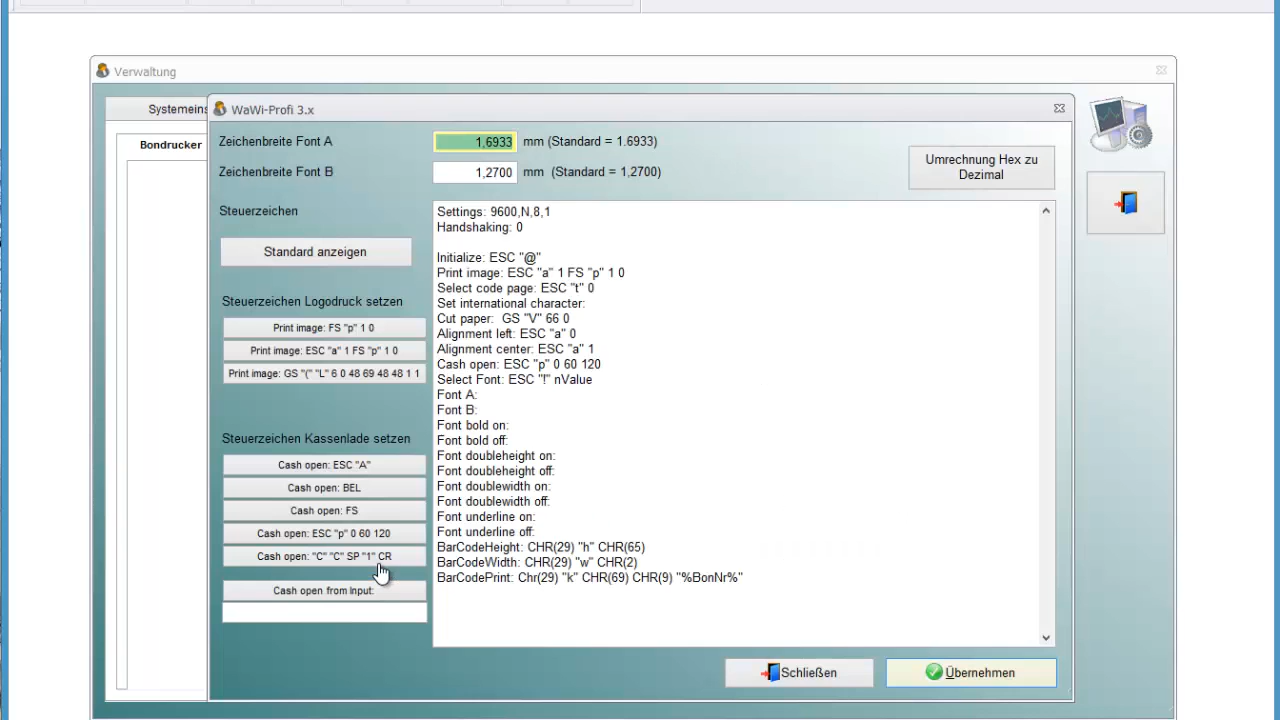 Verwaltung
Systemeins
WaWi-Profi 3.x
Bondrucker
Zeichenbreite Font A 1,6933 mm (Standard = 1.6933)
Zeichenbreite Font B 1,2700 mm (Standard = 1,2700)
Umrechnung Hex zu
Dezimal
Steuerzeichen
Standard anzeigen
Steuerzeichen Logodruck setzen
Print image: FS "p" 1 0
Print image: ESC "a" 1 FS "p" 1 0
Print image: GS "(" "L" 6 0 48 69 48 48 1 1
Steuerzeichen Kassenlade setzen
Cash open: ESC "A"
Cash open: BEL
Cash open: FS
Cash open: ESC "p" 0 60 120
Cash open: "C" "C" SP "1" CR
Cash open from Input:
Settings: 9600,N,8,1
Handshaking: 0
Initialize: ESC "@"
Print image: ESC "a" 1 FS "p" 1 0
Select code page: ESC "t" 0
Set international character:
Cut paper:  GS "V" 66 0
Alignment left: ESC "a" 0
Alignment center: ESC "a" 1
Cash open: ESC "p" 0 60 120
Select Font: ESC "!" nValue
Font A:
Font B:
Font bold on:
Font bold off:
Font doubleheight on:
Font doubleheight off:
Font doublewidth on:
Font doublewidth off:
Font underline on:
Font underline off:
BarCodeHeight: CHR(29) "h" CHR(65)
BarCodeWidth: CHR(29) "w" CHR(2)
BarCodePrint: Chr(29) "k" CHR(69) CHR(9) "%BonNr%"
Schließen
Übernehmen